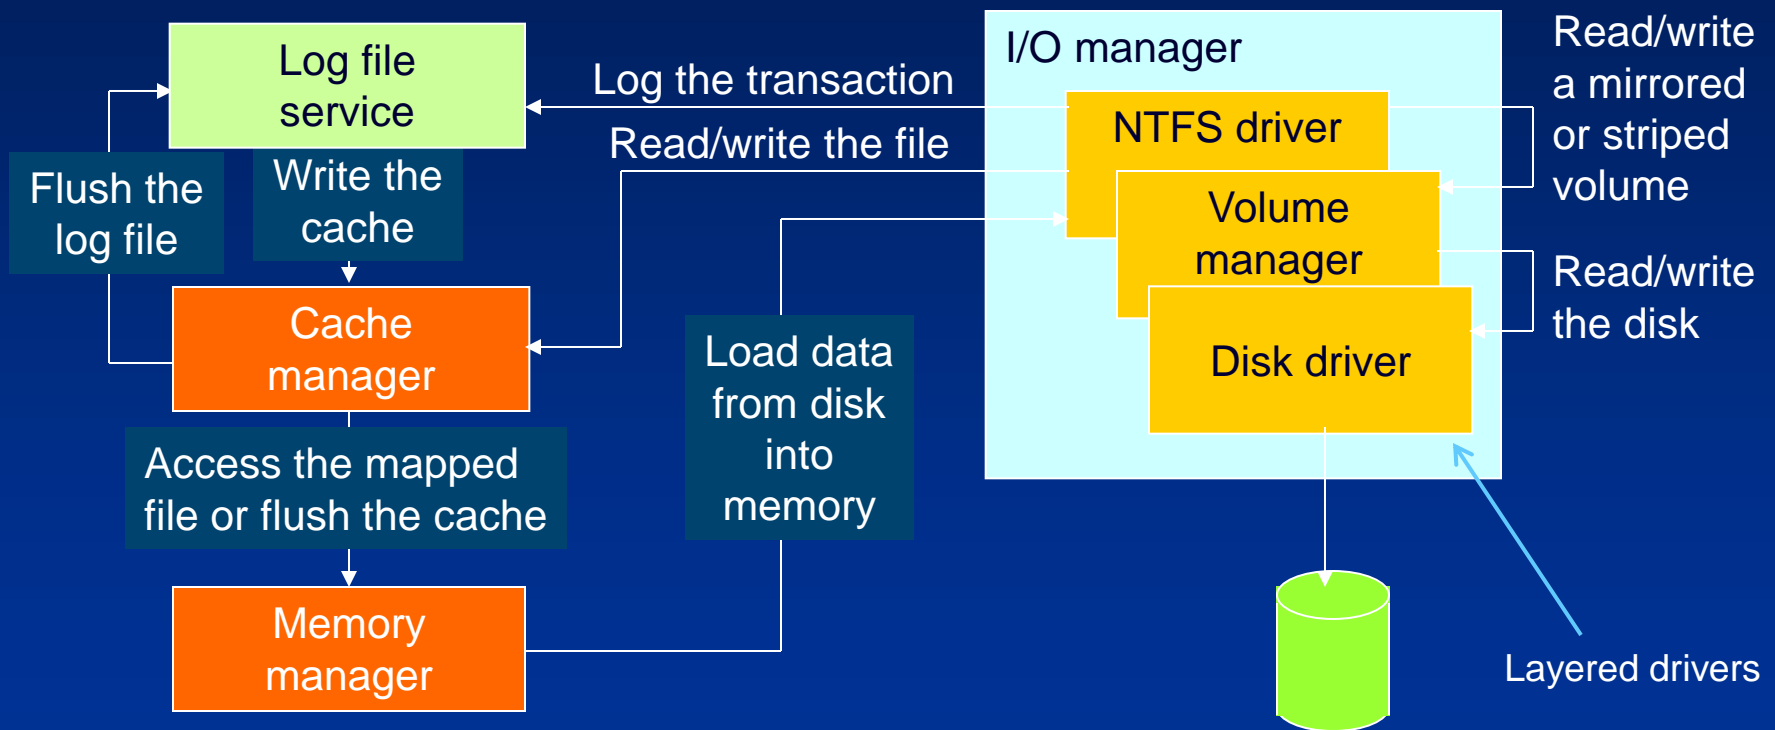 Log file
service
Log the transaction
Read/write the file
I/O manager
NTFS driver
Volume
manager
Disk driver
Read/write
a mirrored
or striped
volume
Read/write
the disk
Flush the
log file
Write the
cache
Cache
manager
Load data
from disk
into
memory
Access the mapped
file or flush the cache
Memory
manager
Layered drivers